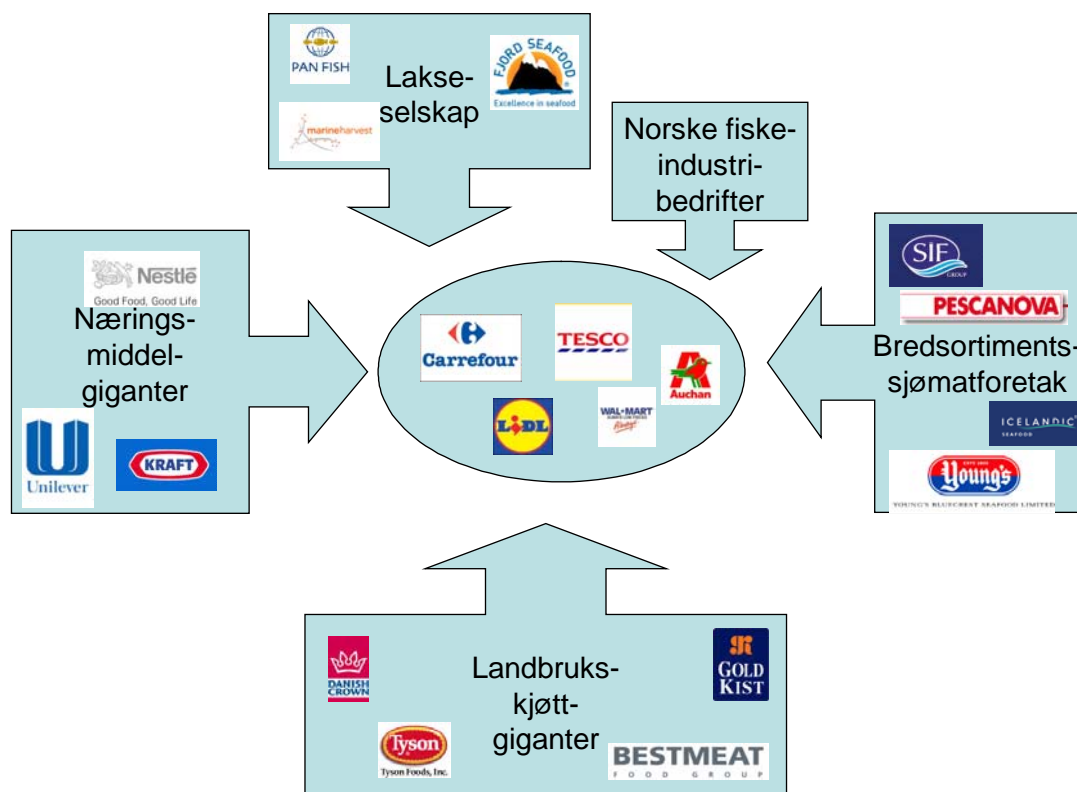 PAN FISH
marineharvest
Lakse-
selskap
FJORD SEAFOOD
Excellence in seafood
Norske fiske-
industri-
bedrifter
Nestlé
Good Food, Good Life
Nærings-
middel-
giganter
Unilever
KRAFT
Carrefour
TESCO
Auchan
LiDL
WAL-MART
Always
SIF
GROUP
PESCANOVA
Bredsortiments-
sjømatforetak
ICELANDIC
SEAFOOD
Young's
YOUNG'S BLUECREST SEAFOOD LIMITED
DANISH
CROWN
Landbruks-
kjøtt-
giganter
GOLD
KIST
Tyson
Tyson Foods, Inc.
BESTMEAT
FOOD GROUP